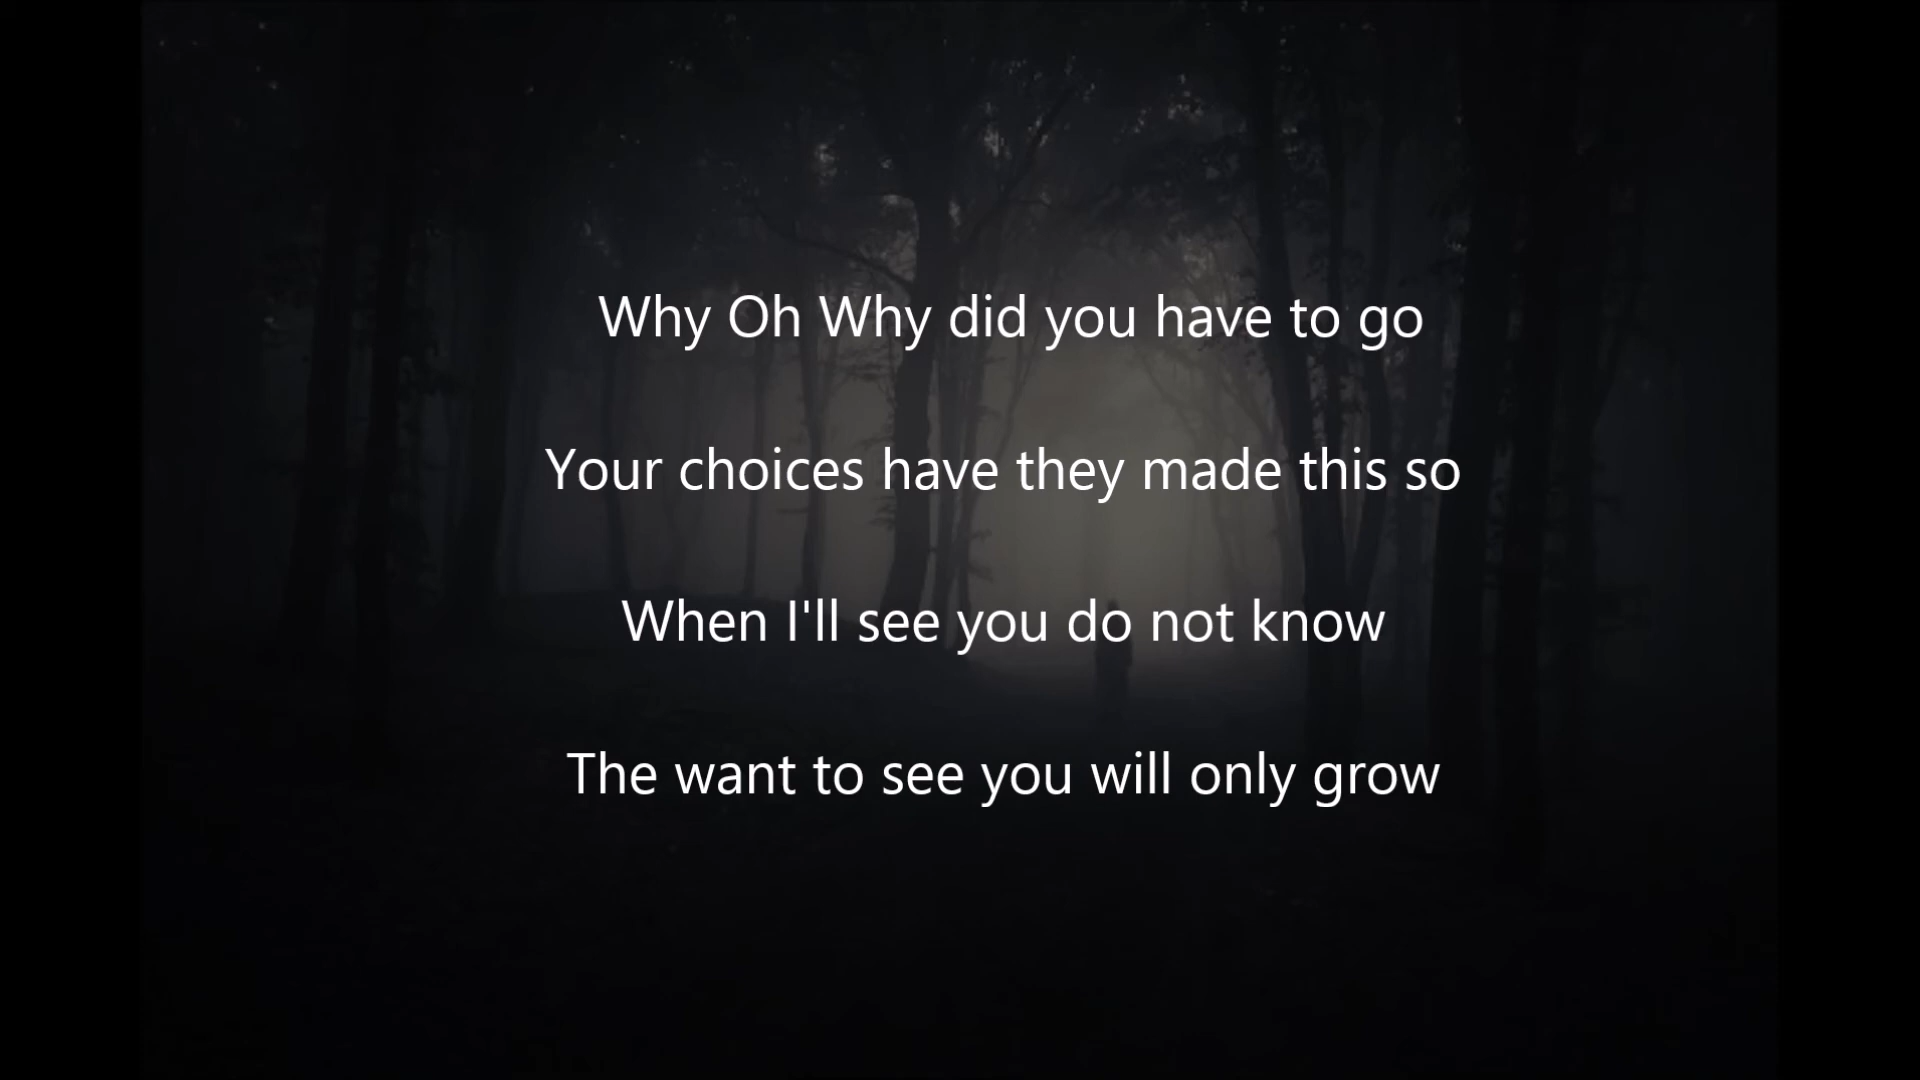 Why Oh Why did you have to go
Your choices have they made this so
When I'll see you do not know
The want to see you will only grow